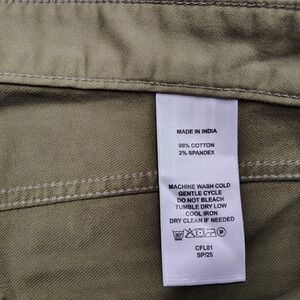 MADE IN INDIA
98% COTTON
2% SPANDEX
MACHINE WASH COLD
GENTLE CYCLE
DO NOT BLEACH
TUMBLE DRY LOW
COOL IRON
DRY CLEAN IF NEEDED
CFL01
SP/25